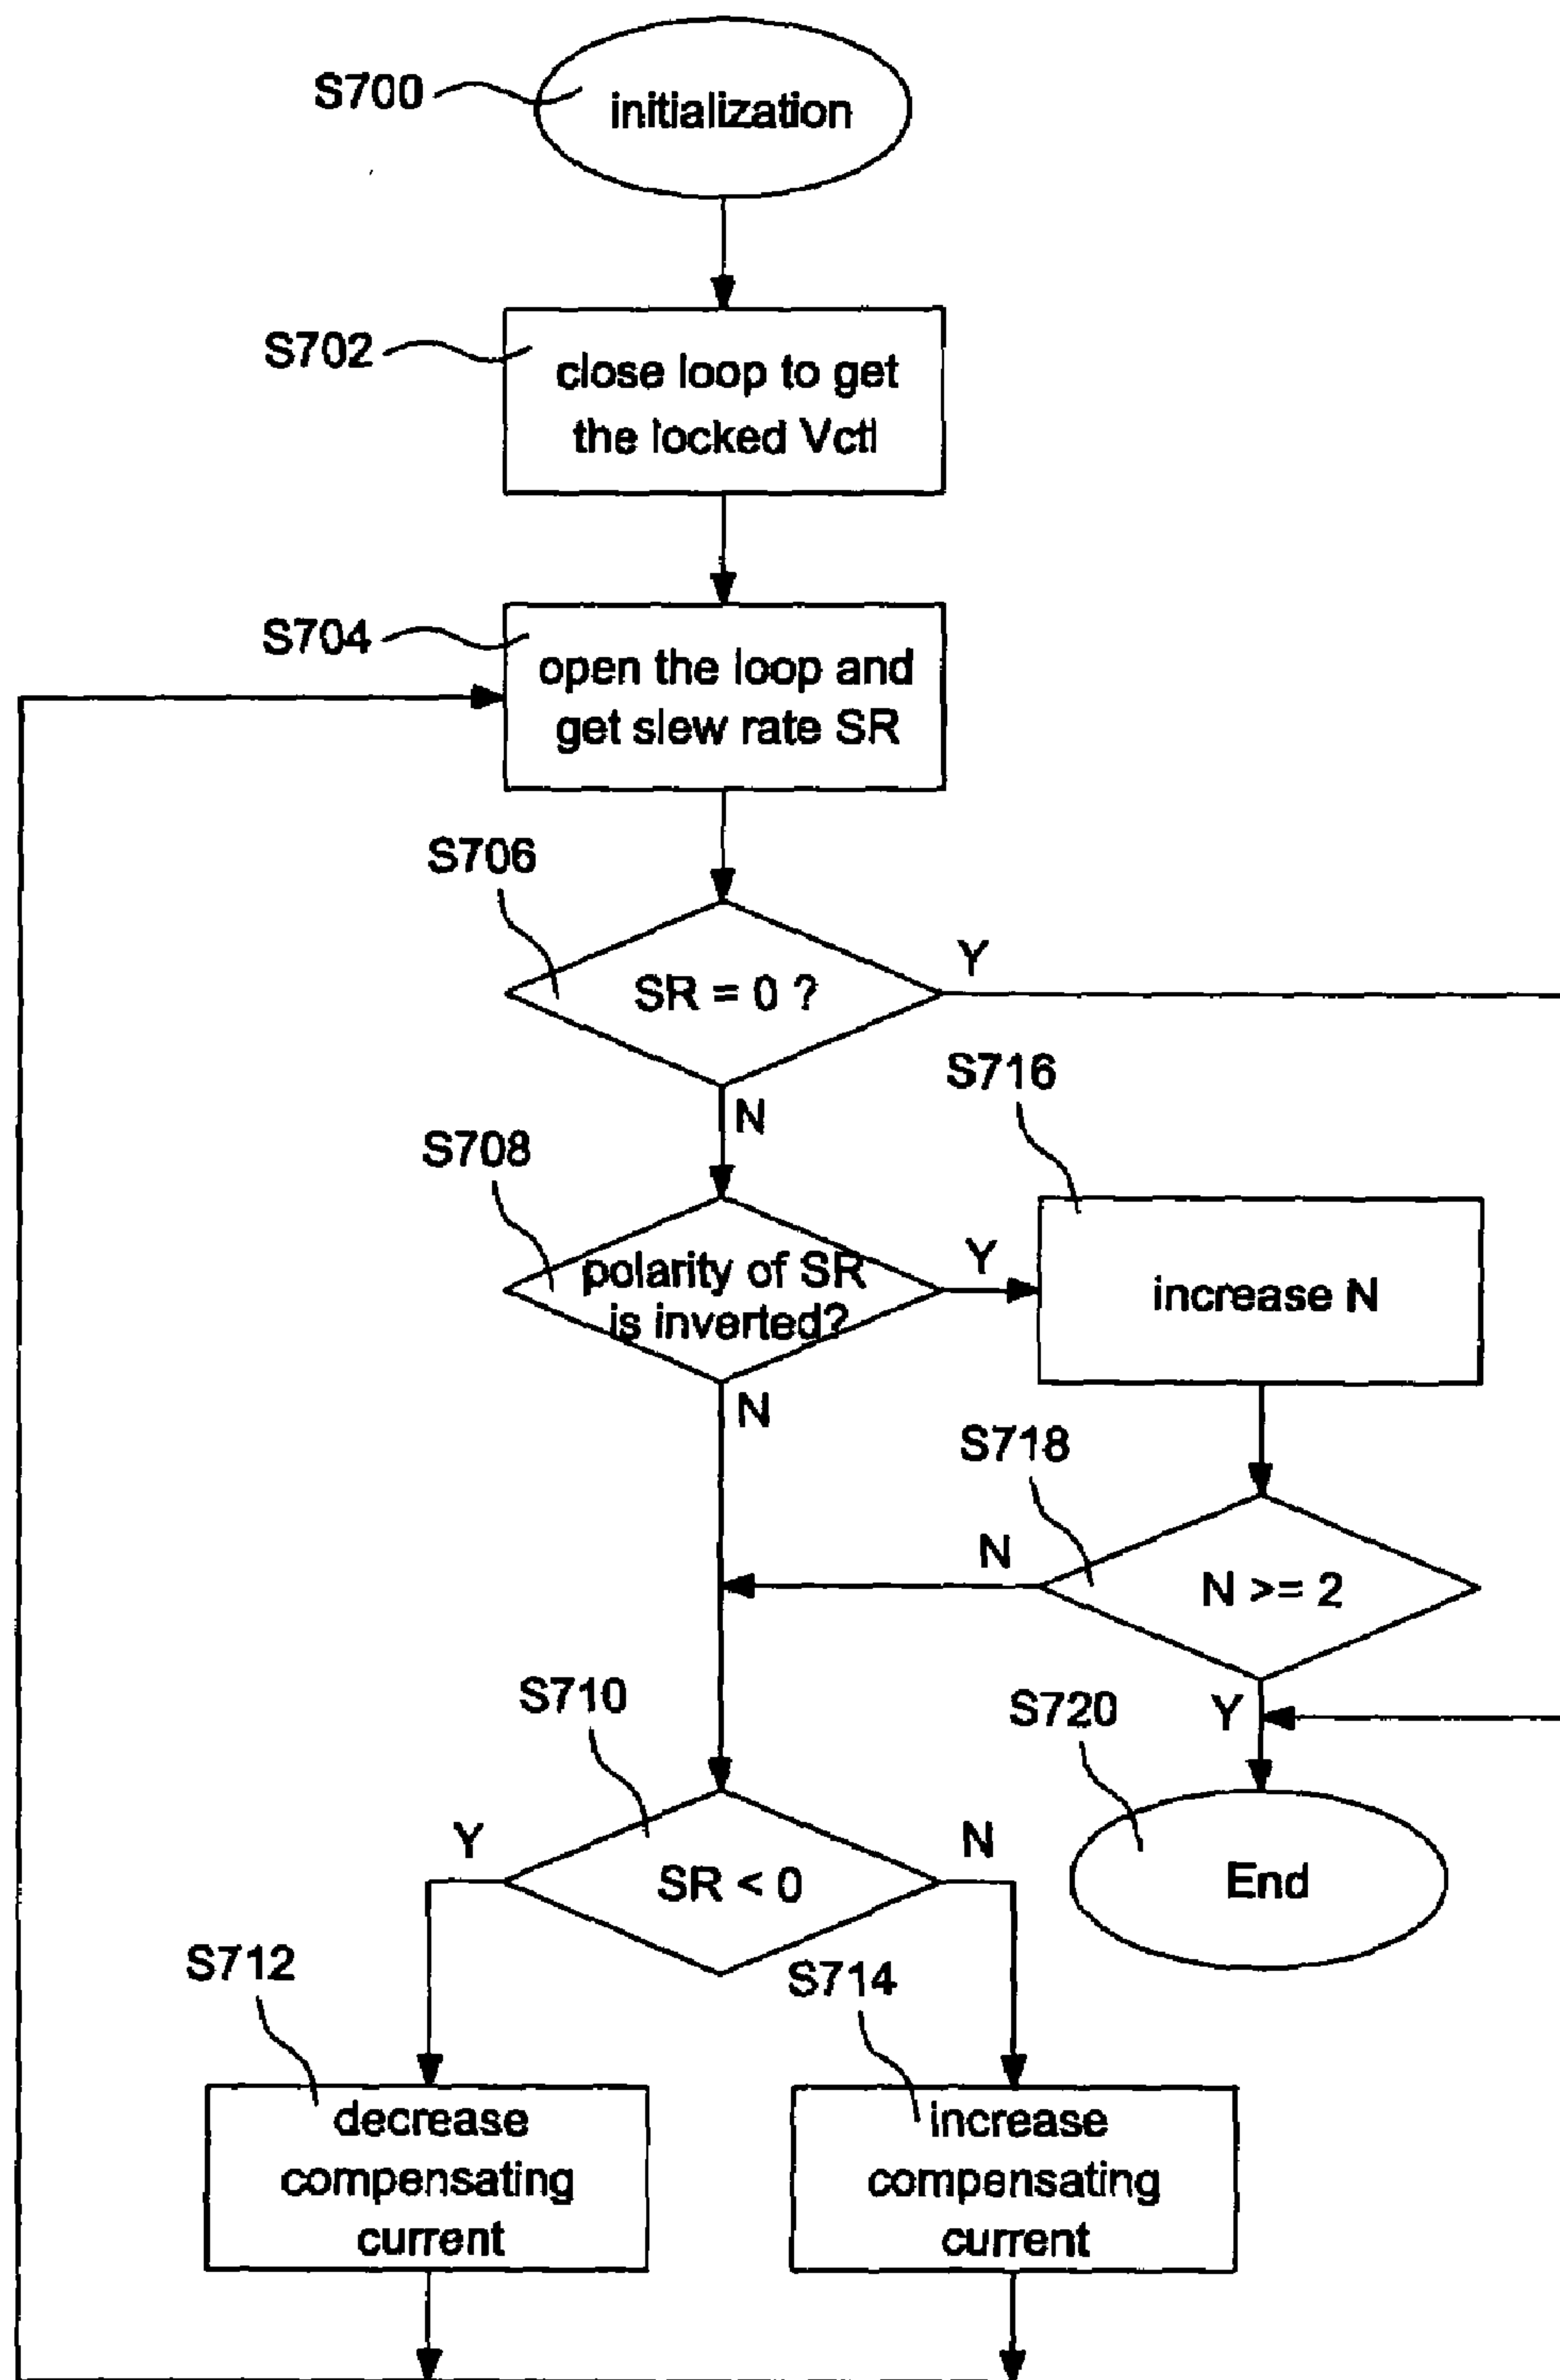 S700
initialization
S702
close loop to get
the locked Vctl
S704
open the loop and
get slew rate SR
S706
SR = 0 ?
Y
N
S716
S708
polarity of SR
is inverted?
Y
increase N
N
S718
N
N >= 2
S710
S720
Y
Y
SR < 0
N
End
S712
S714
decrease
compensating
current
increase
compensating
current